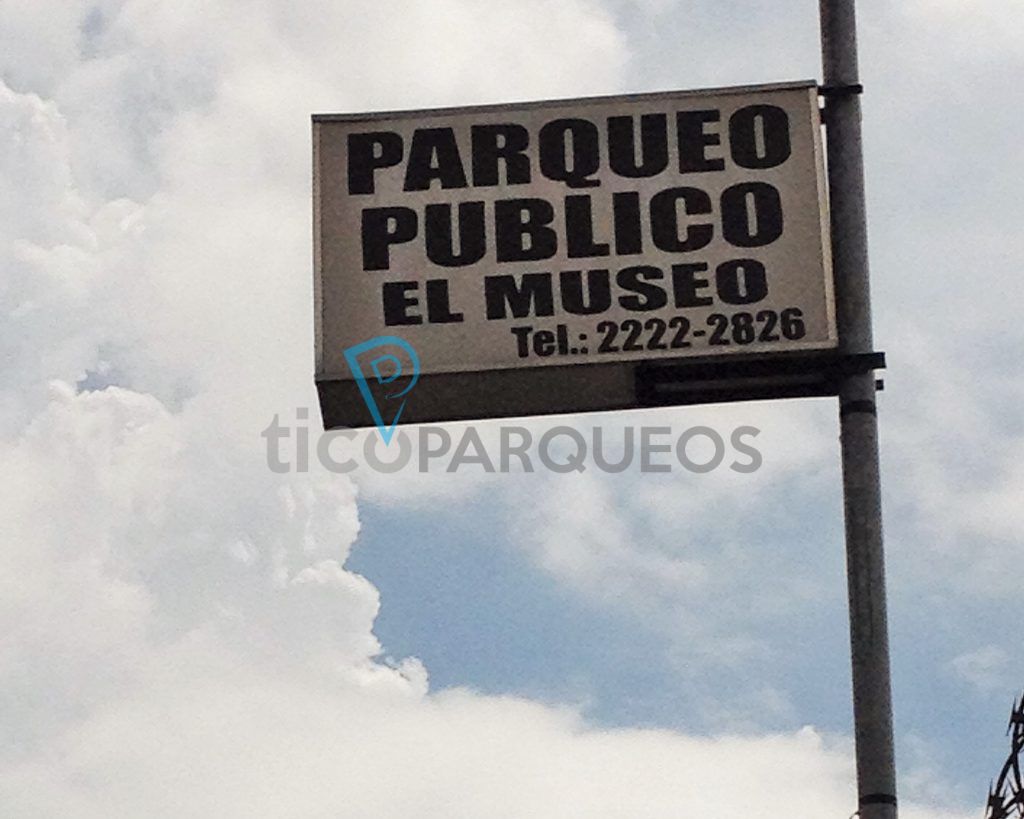 PARQUEO
PUBLICO
EL MUSEO
Tel.: 2222-2826
ticoPARQUEOS